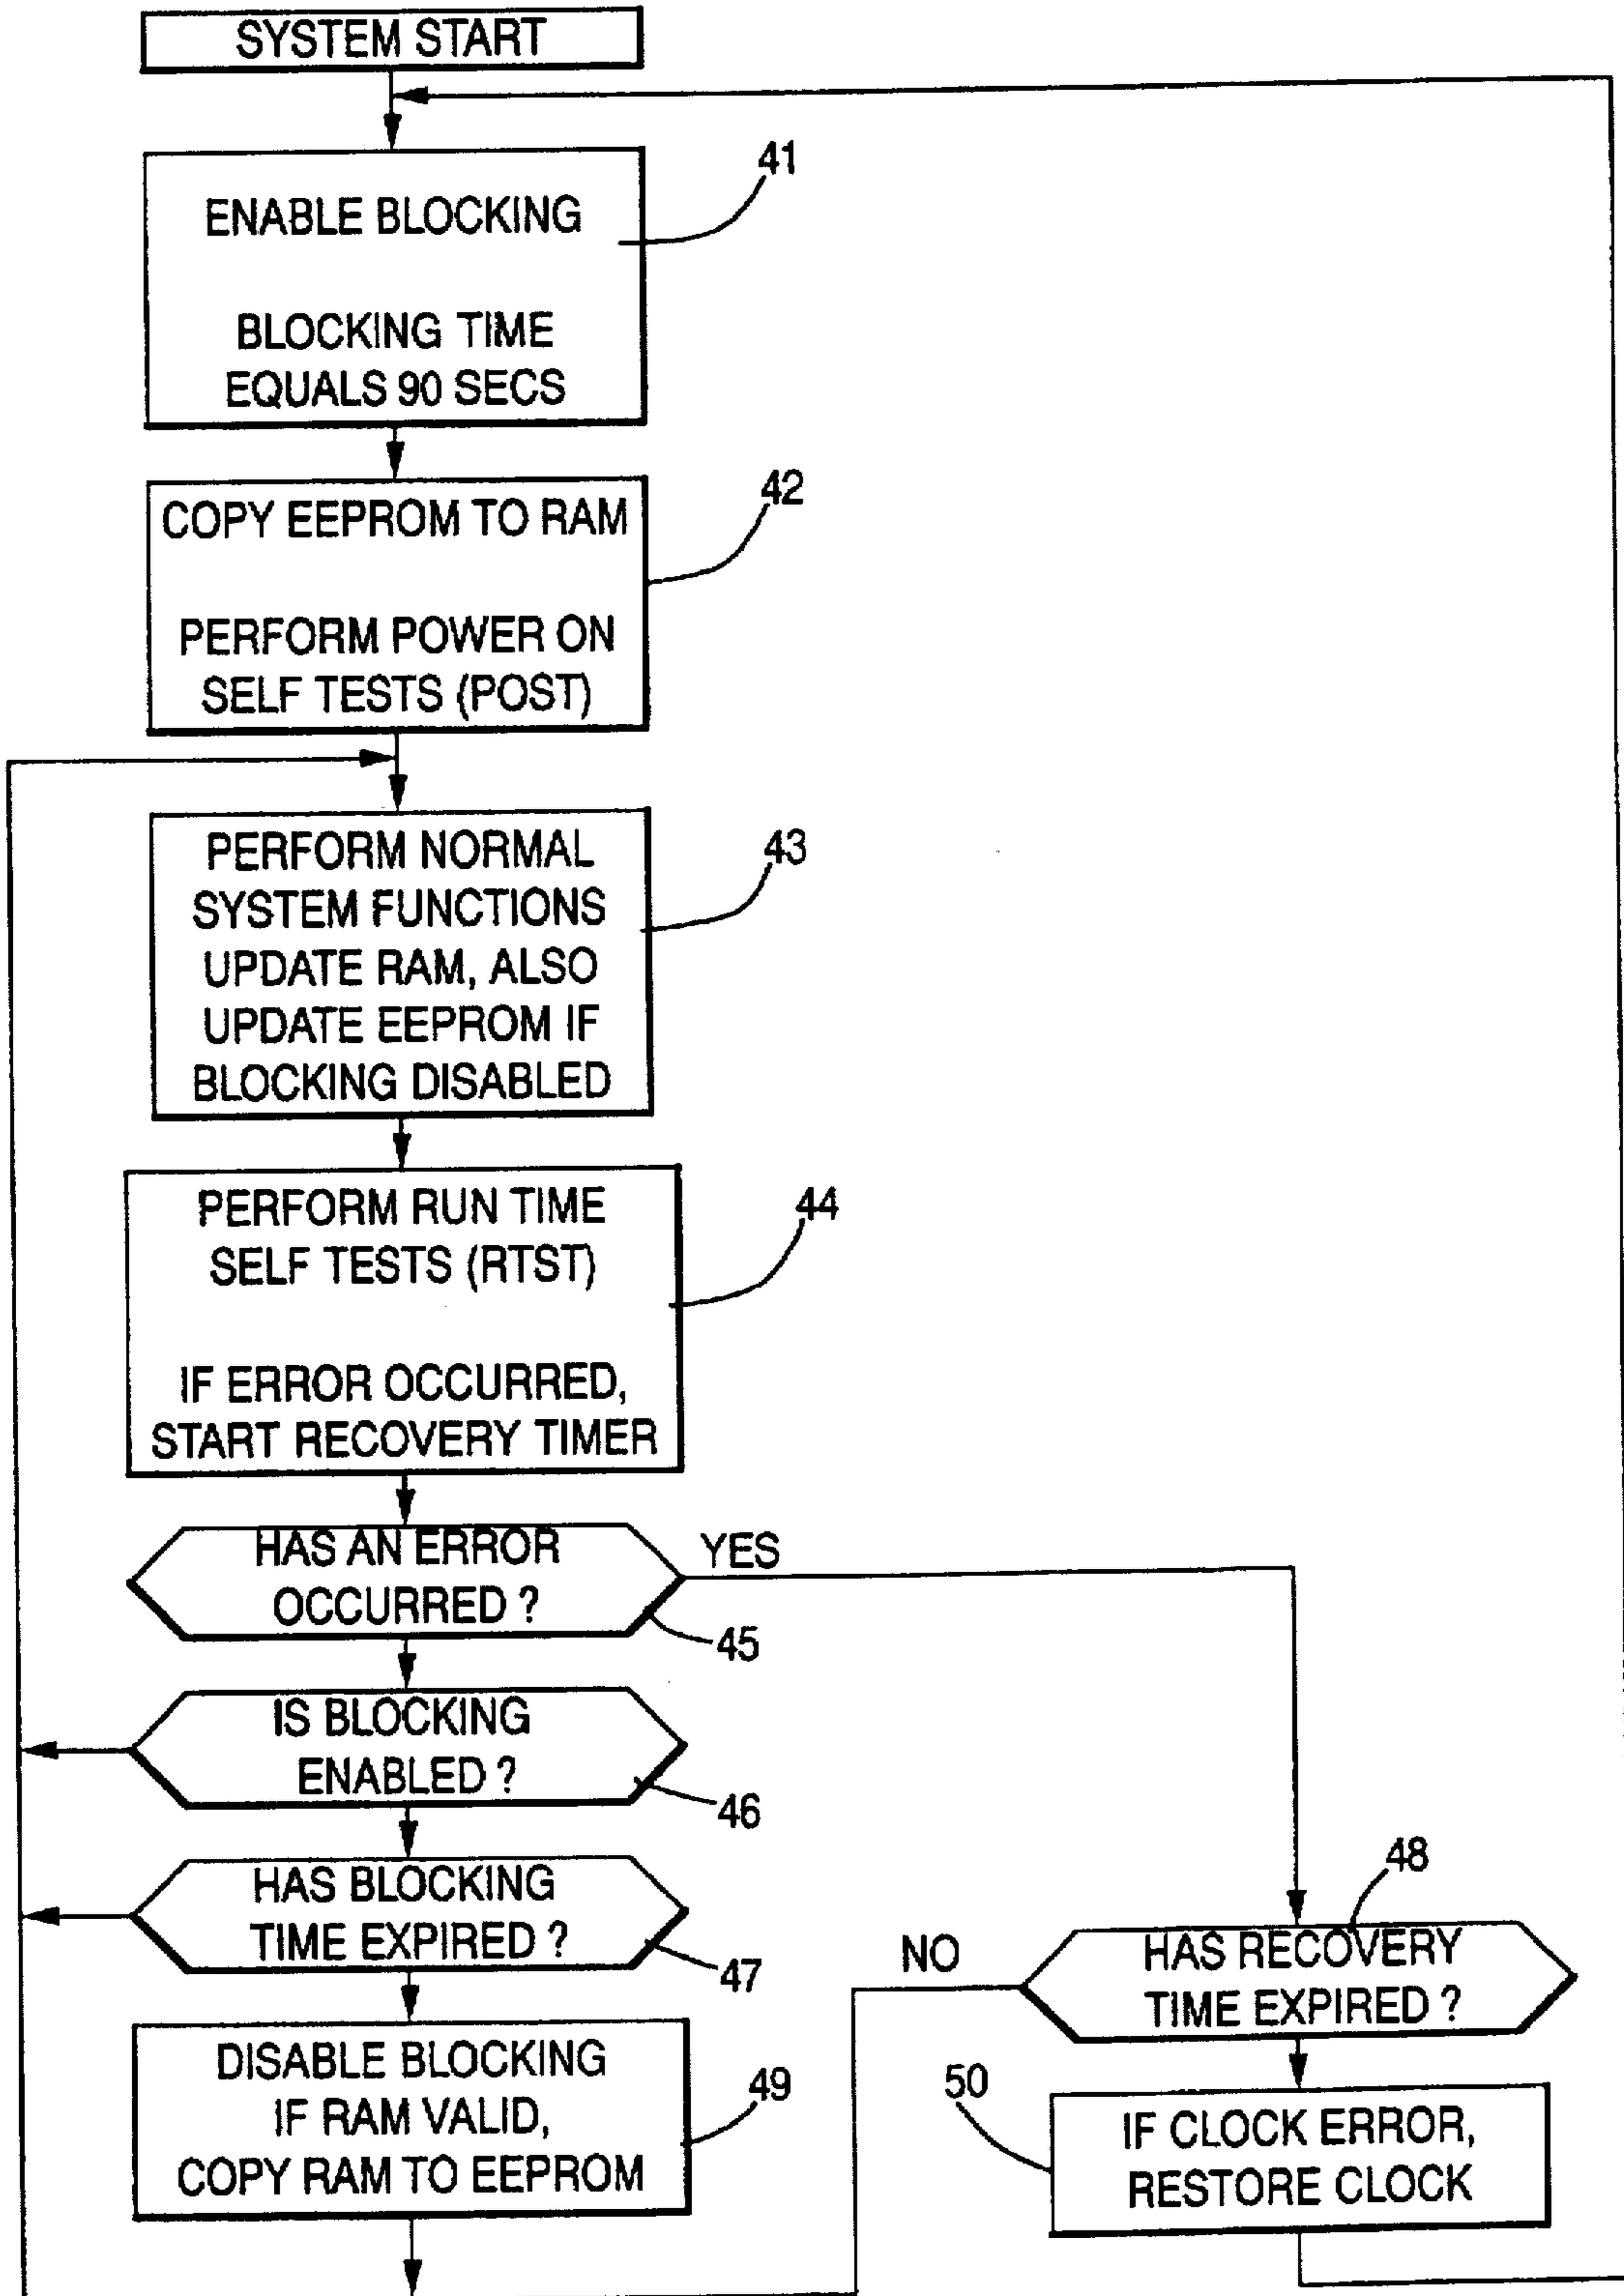 SYSTEM START
41
ENABLE BLOCKING
BLOCKING TIME
EQUALS 90 SECS
42
COPY EEPROM TO RAM
PERFORM POWER ON
SELF TESTS (POST)
43
PERFORM NORMAL
SYSTEM FUNCTIONS
UPDATE RAM, ALSO
UPDATE EEPROM IF
BLOCKING DISABLED
44
PERFORM RUN TIME
SELF TESTS (RTST)
IF ERROR OCCURRED,
START RECOVERY TIMER
HAS AN ERROR
OCCURRED ?
YES
45
IS BLOCKING
ENABLED ?
46
HAS BLOCKING
TIME EXPIRED ?
47
48
NO
HAS RECOVERY
TIME EXPIRED ?
DISABLE BLOCKING
IF RAM VALID,
COPY RAM TO EEPROM
49
50
IF CLOCK ERROR,
RESTORE CLOCK